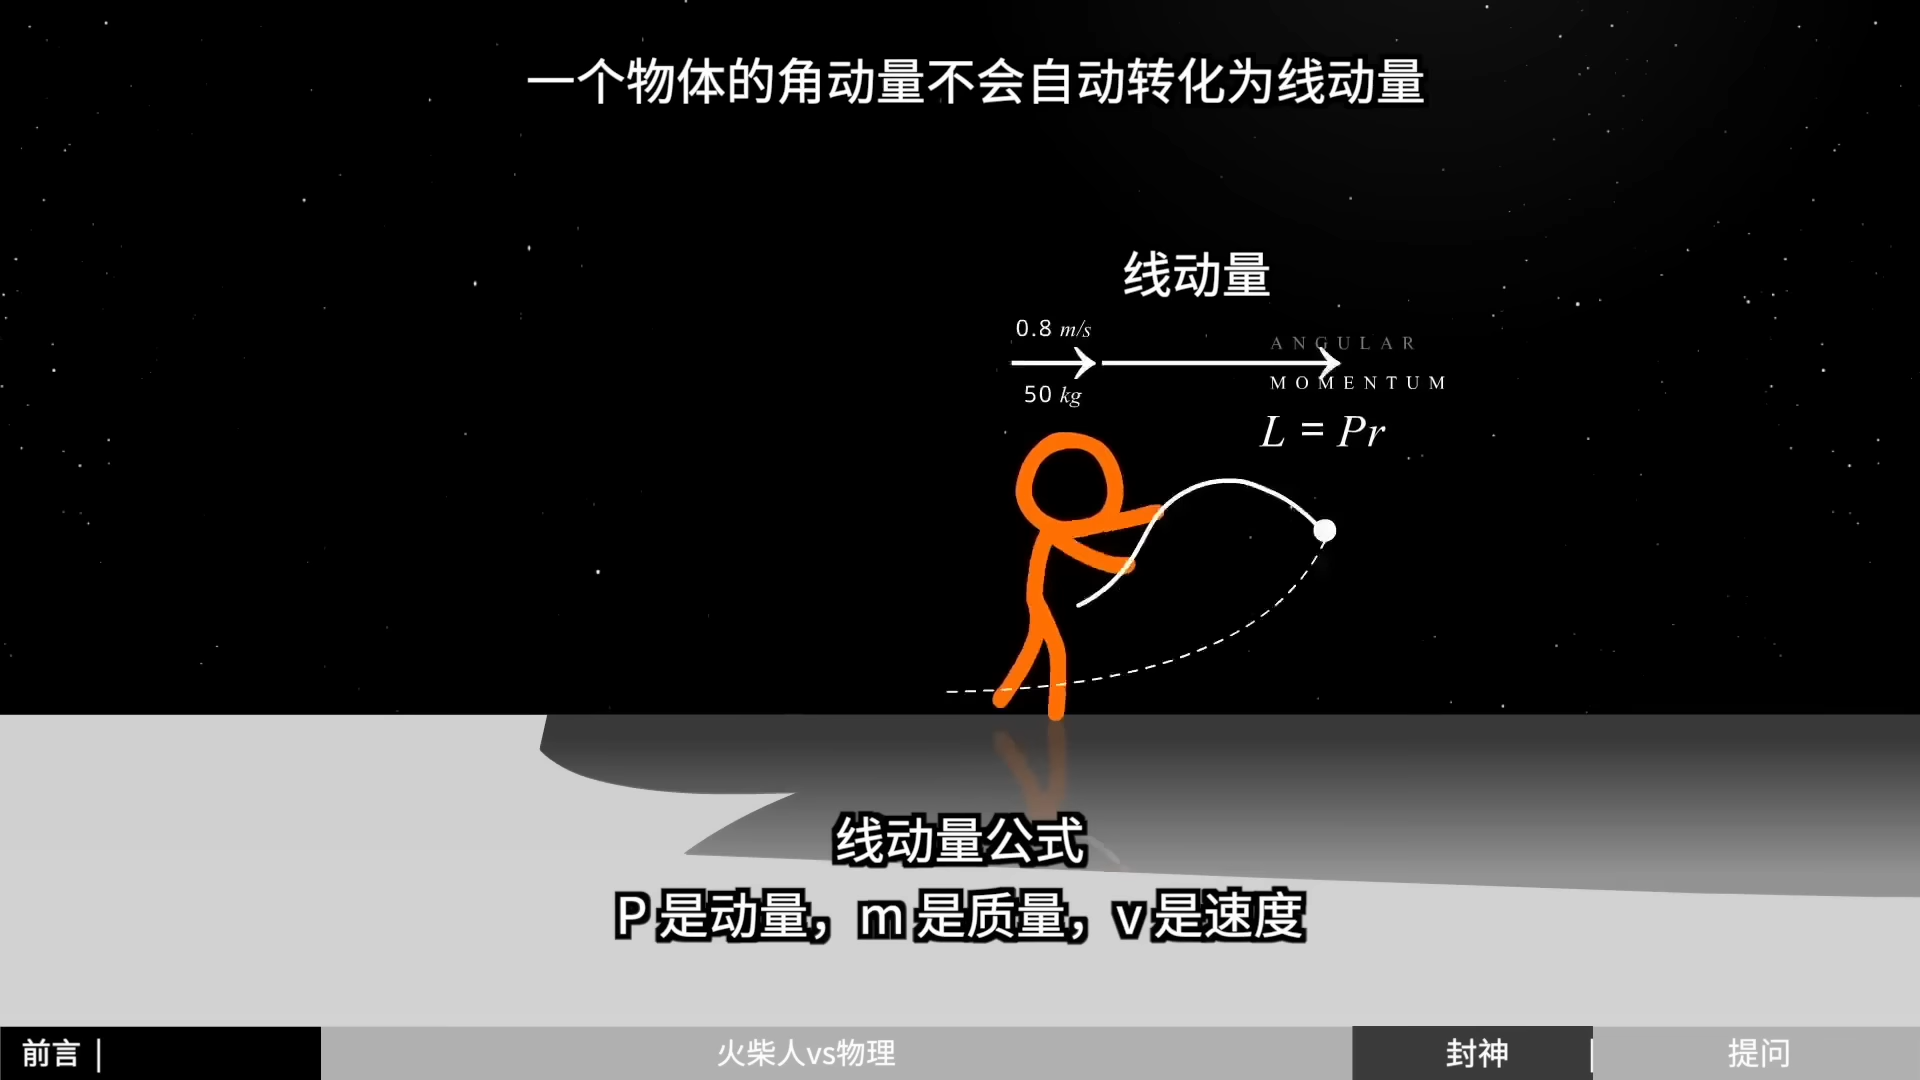 一个物体的角动量不会自动转化为线动量
线动量
0.8 m/s
ANGULAR
50 kg
MOMENTUM
L = Pr
线动量公式
P是动量，m是质量，v是速度
前言 |
火柴人vs物理
封神 |
提问